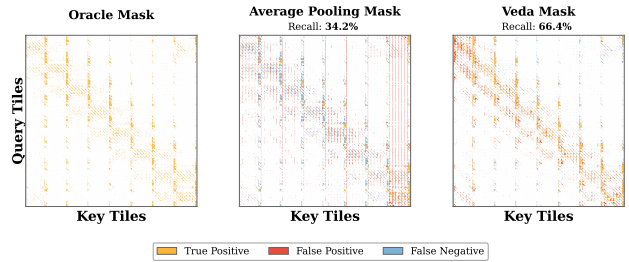 Oracle Mask
Average Pooling Mask
Recall: 34.2%
Veda Mask
Recall: 66.4%
Query Tiles
Key Tiles
Key Tiles
Key Tiles
True Positive
False Positive
False Negative